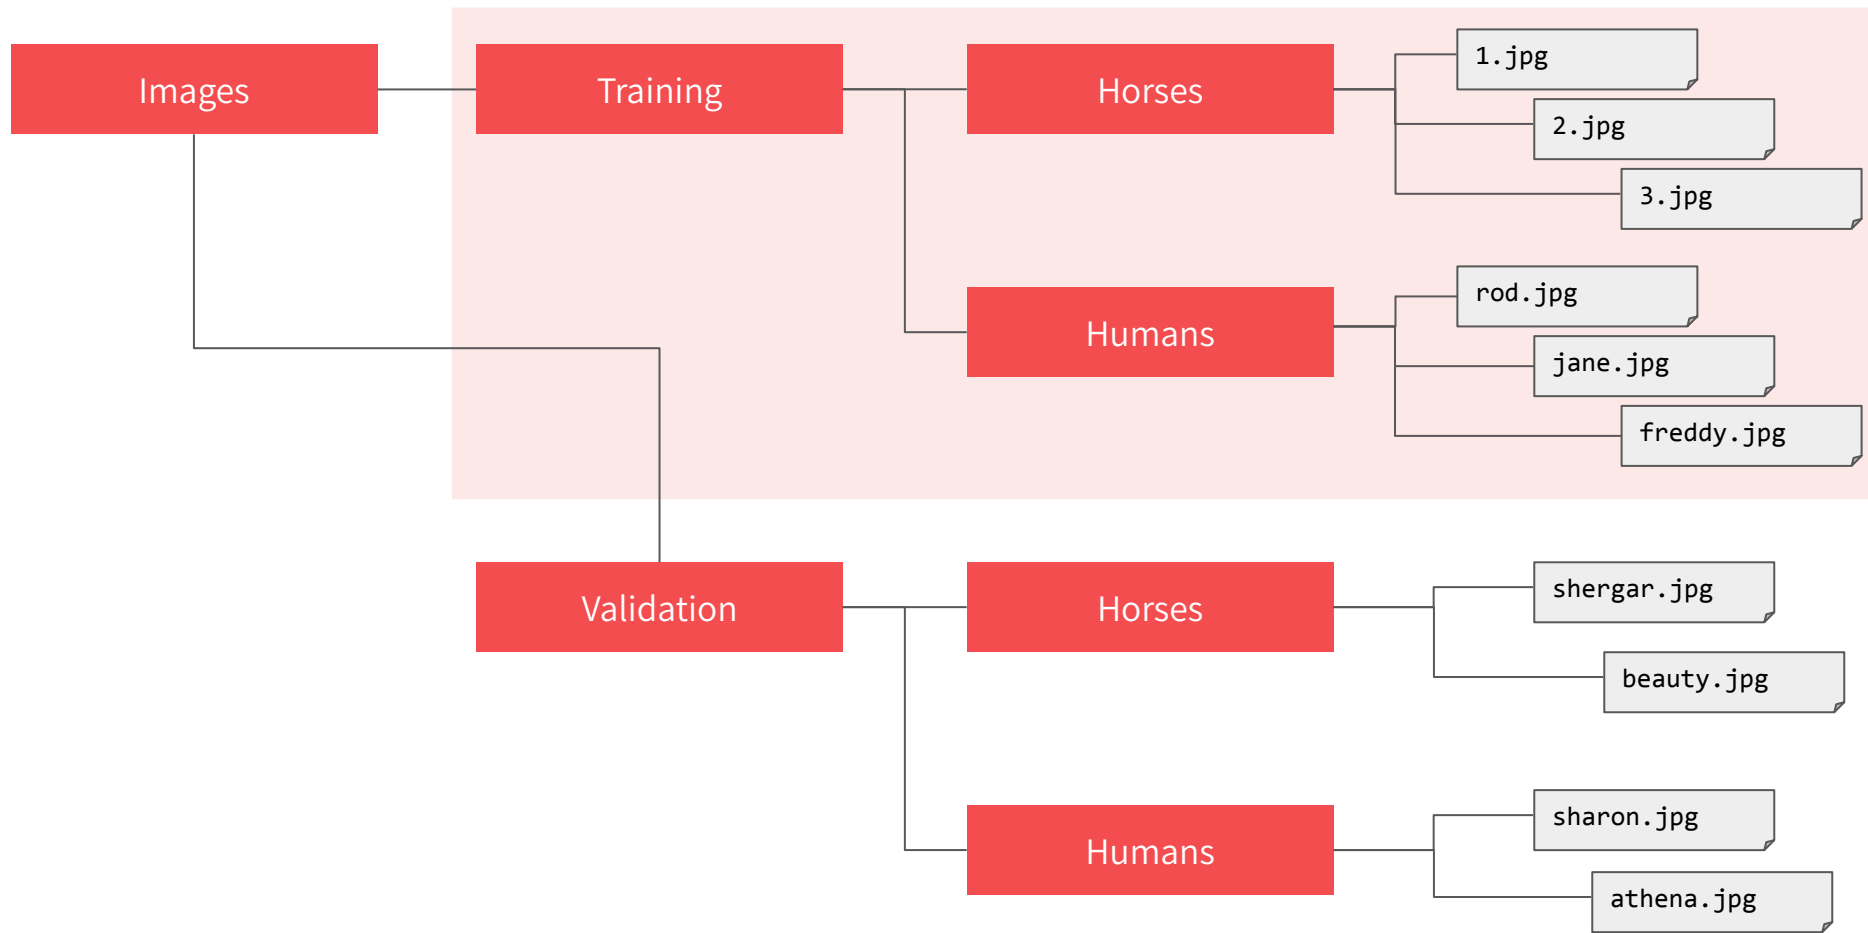 Images
Training
Horses
1.jpg
2.jpg
3.jpg
Humans
rod.jpg
jane.jpg
freddy.jpg
Validation
Horses
shergar.jpg
beauty.jpg
Humans
sharon.jpg
athena.jpg